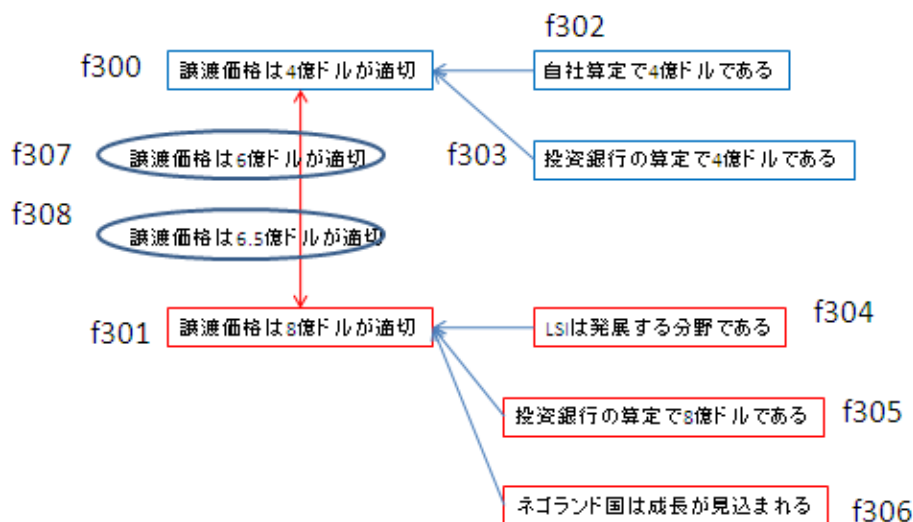 f302
f300
譲渡価格は4億ドルが適切
自社算定で4億ドルである
f307
譲渡価格は6億ドルが適切
f303
投資銀行の算定で4億ドルである
f308
譲渡価格は6.5億ドルが適切
f301
譲渡価格は8億ドルが適切
LSIは発展する分野である
f304
投資銀行の算定で8億ドルである
f305
ネゴランド国は成長が見込まれる
f306